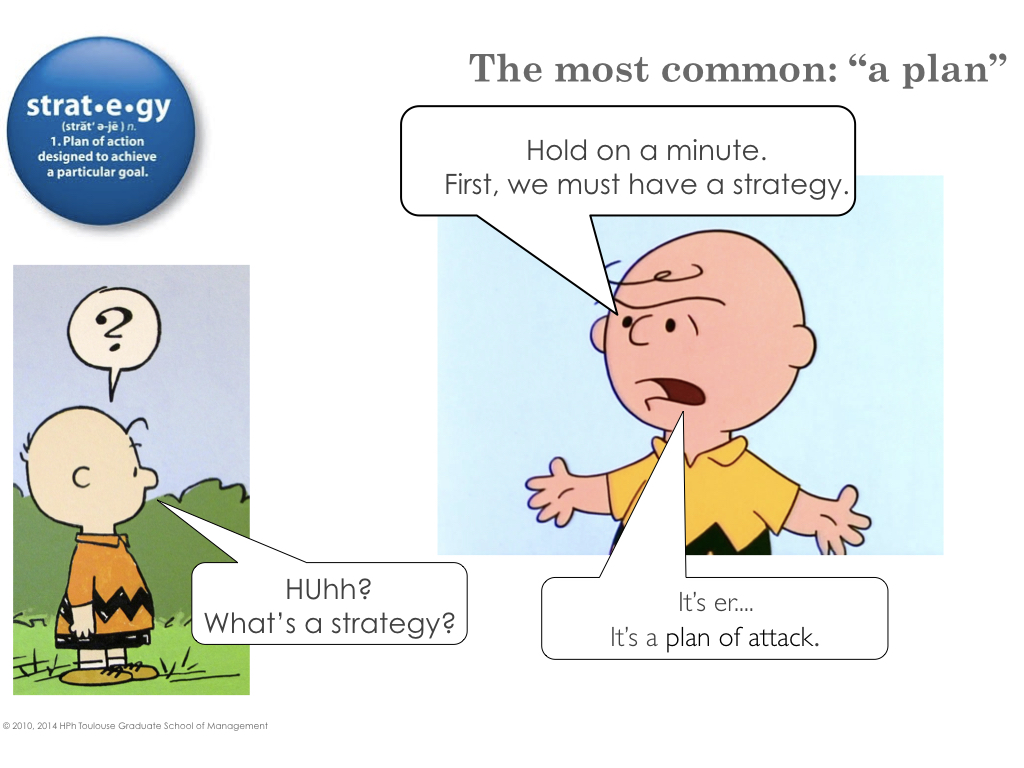 The most common: “a plan”
strat•e•gy
(străt' ə-jē ) n.
1. Plan of action
designed to achieve
a particular goal.
Hold on a minute.
First, we must have a strategy.
?
HUhh?
What’s a strategy?
It’s er....
It’s a plan of attack.
© 2010, 2014 HPh Toulouse Graduate School of Management